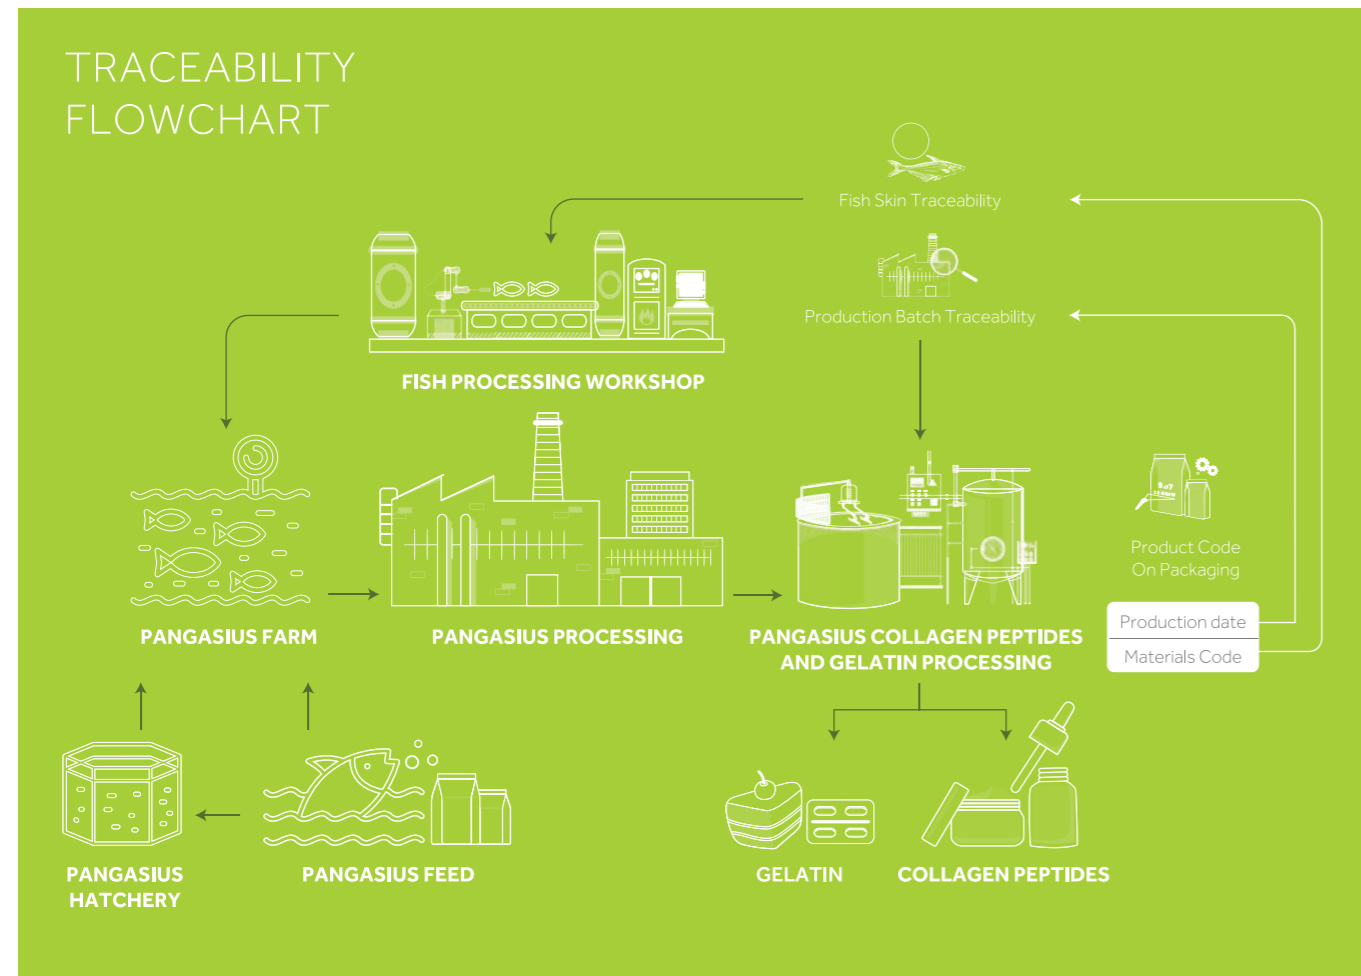 TRACEABILITY
FLOWCHART
Fish Skin Traceability
Production Batch Traceability
FISH PROCESSING WORKSHOP
Product Code
On Packaging
Production date
Materials Code
PANGASIUS FARM
PANGASIUS PROCESSING
PANGASIUS COLLAGEN PEPTIDES
AND GELATIN PROCESSING
PANGASIUS
HATCHERY
PANGASIUS FEED
GELATIN
COLLAGEN PEPTIDES